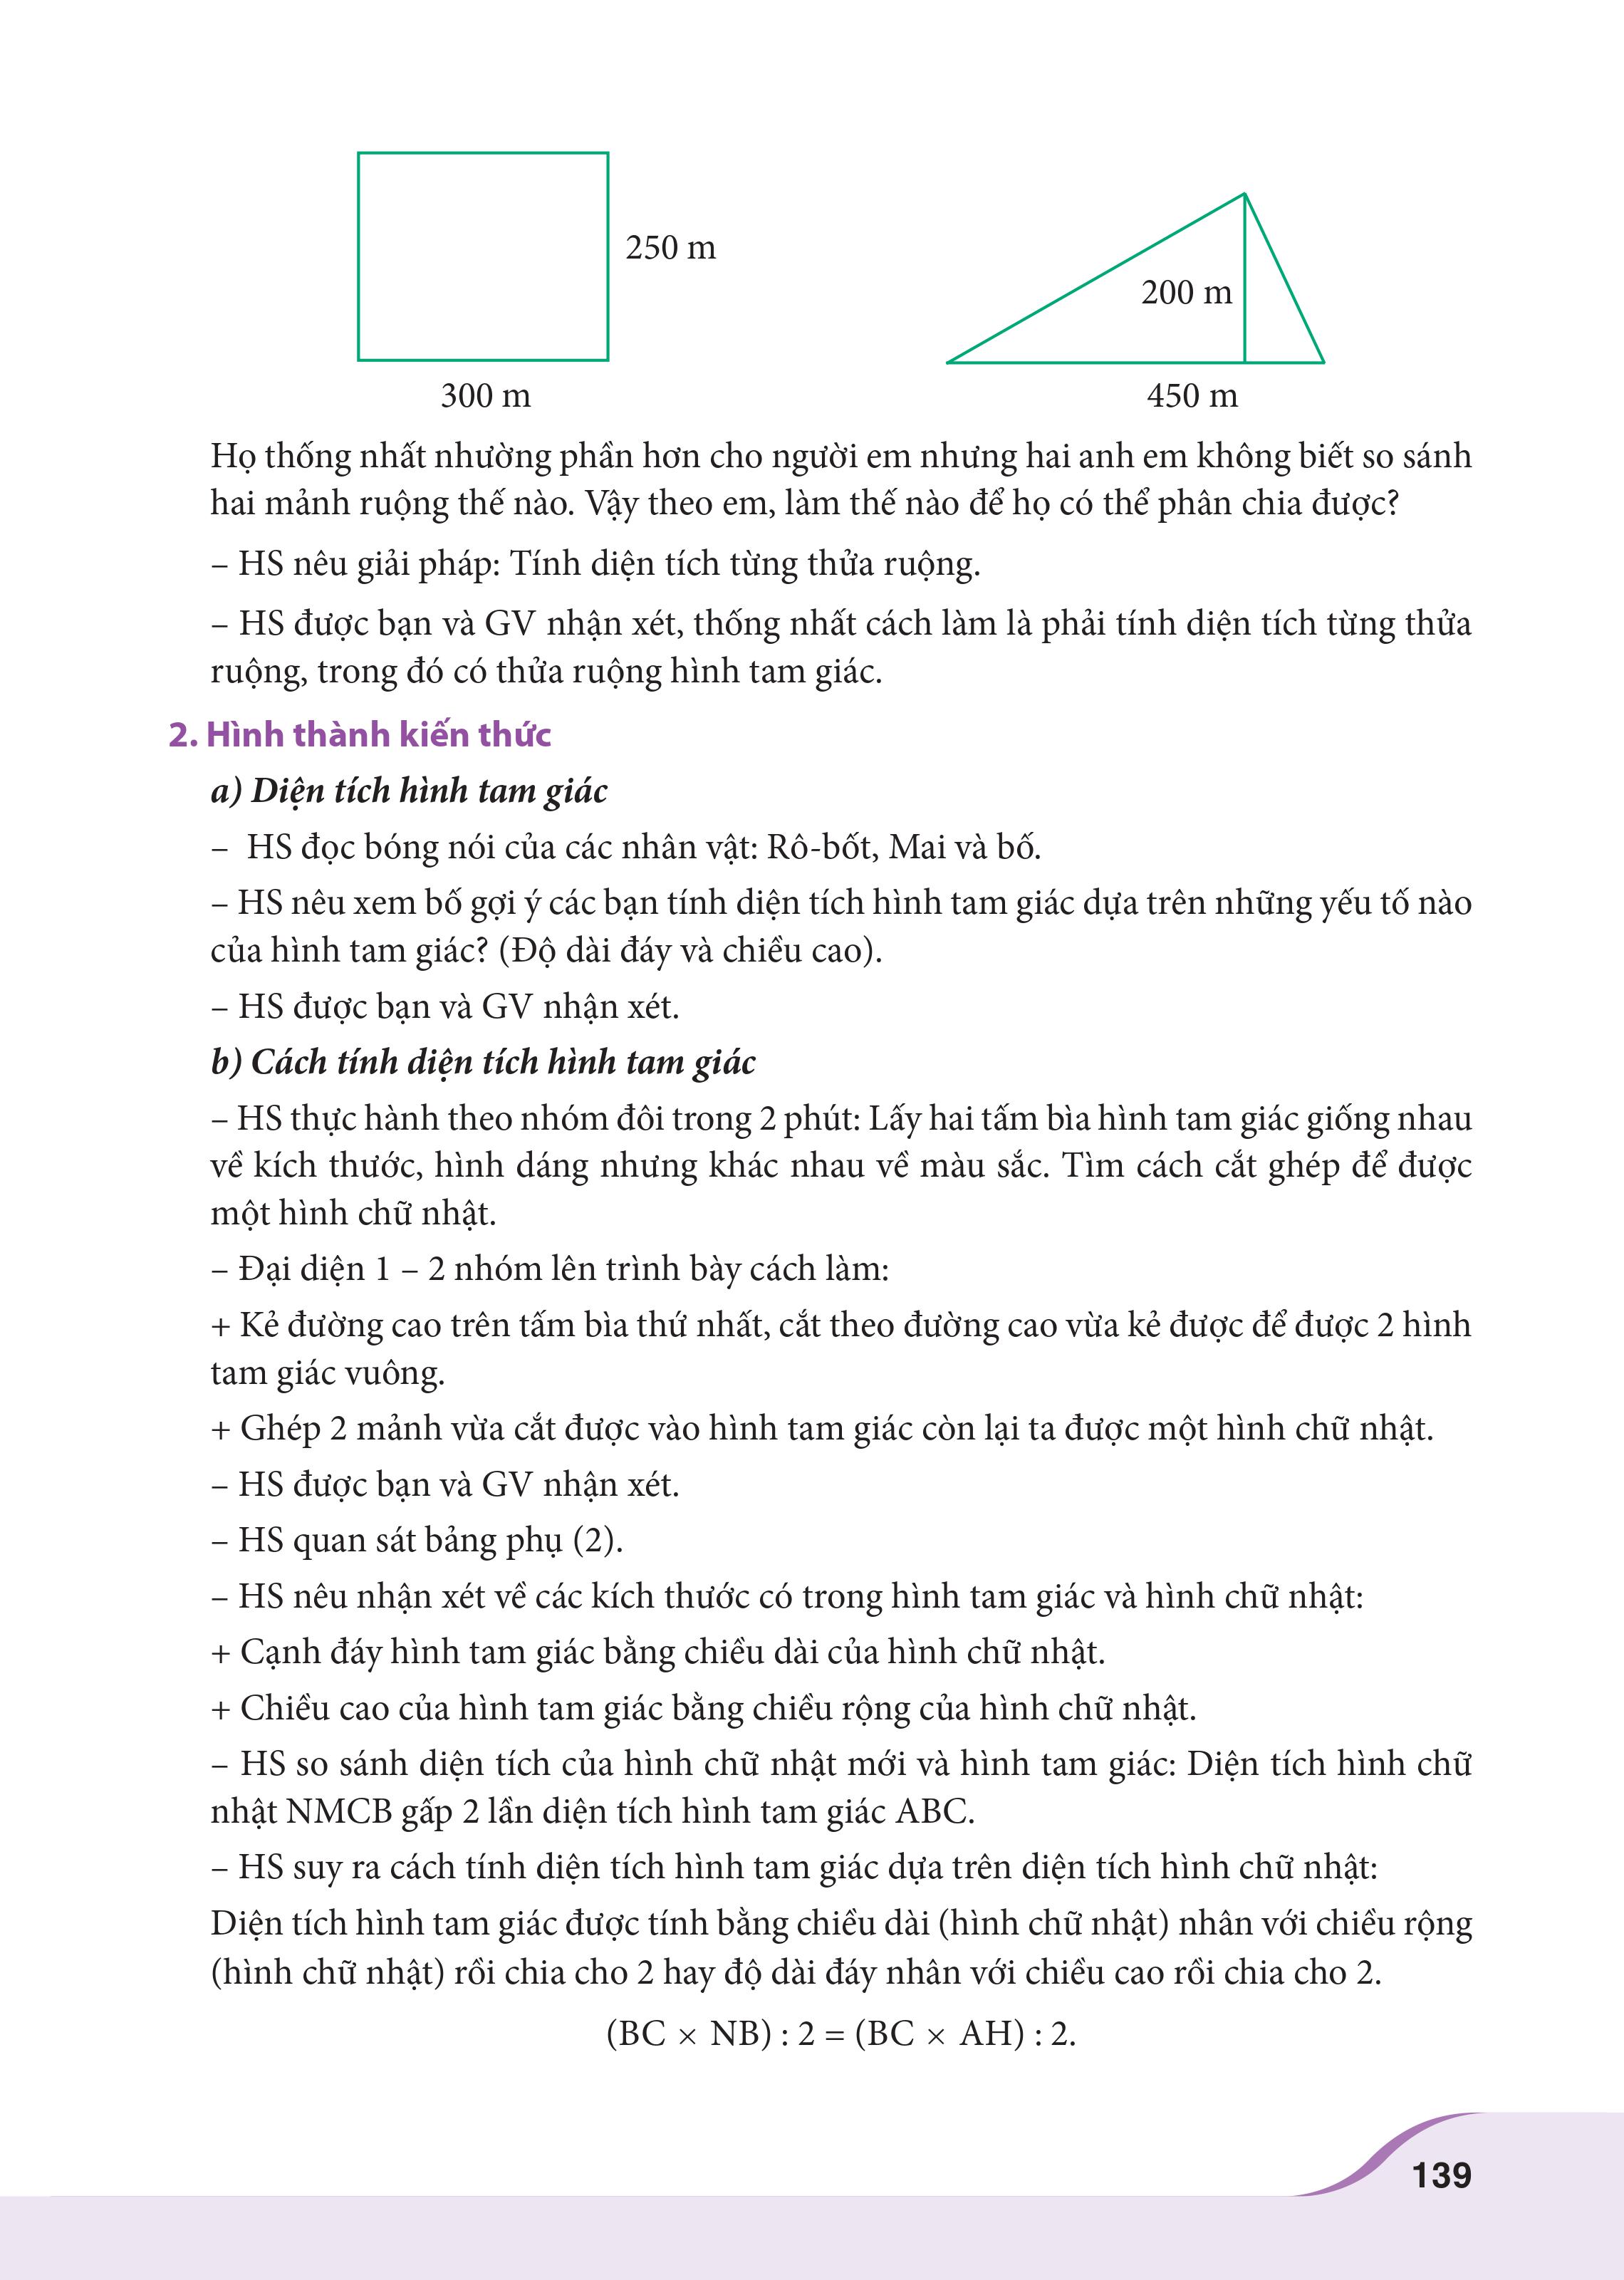 250 m
200 m
300 m
450 m
Họ thống nhất nhường phần hơn cho người em nhưng hai anh em không biết so sánh
hai mảnh ruộng thế nào. Vậy theo em, làm thế nào để họ có thể phân chia được?
– HS nêu giải pháp: Tính diện tích từng thửa ruộng.
– HS được bạn và GV nhận xét, thống nhất cách làm là phải tính diện tích từng thửa
ruộng, trong đó có thửa ruộng hình tam giác.
2. Hình thành kiến thức
a) Diện tích hình tam giác
– HS đọc bóng nói của các nhân vật: Rô-bốt, Mai và bố.
– HS nêu xem bố gợi ý các bạn tính diện tích hình tam giác dựa trên những yếu tố nào
của hình tam giác? (Độ dài đáy và chiều cao).
– HS được bạn và GV nhận xét.
b) Cách tính diện tích hình tam giác
– HS thực hành theo nhóm đôi trong 2 phút: Lấy hai tấm bìa hình tam giác giống nhau
về kích thước, hình dáng nhưng khác nhau về màu sắc. Tìm cách cắt ghép để được
một hình chữ nhật.
– Đại diện 1 – 2 nhóm lên trình bày cách làm:
+ Kẻ đường cao trên tấm bìa thứ nhất, cắt theo đường cao vừa kẻ được để được 2 hình
tam giác vuông.
+ Ghép 2 mảnh vừa cắt được vào hình tam giác còn lại ta được một hình chữ nhật.
– HS được bạn và GV nhận xét.
– HS quan sát bảng phụ (2).
– HS nêu nhận xét về các kích thước có trong hình tam giác và hình chữ nhật:
+ Cạnh đáy hình tam giác bằng chiều dài của hình chữ nhật.
+ Chiều cao của hình tam giác bằng chiều rộng của hình chữ nhật.
– HS so sánh diện tích của hình chữ nhật mới và hình tam giác: Diện tích hình chữ
nhật NMCB gấp 2 lần diện tích hình tam giác ABC.
– HS suy ra cách tính diện tích hình tam giác dựa trên diện tích hình chữ nhật:
Diện tích hình tam giác được tính bằng chiều dài (hình chữ nhật) nhân với chiều rộng
(hình chữ nhật) rồi chia cho 2 hay độ dài đáy nhân với chiều cao rồi chia cho 2.
(BC × NB) : 2 = (BC × AH) : 2.
139